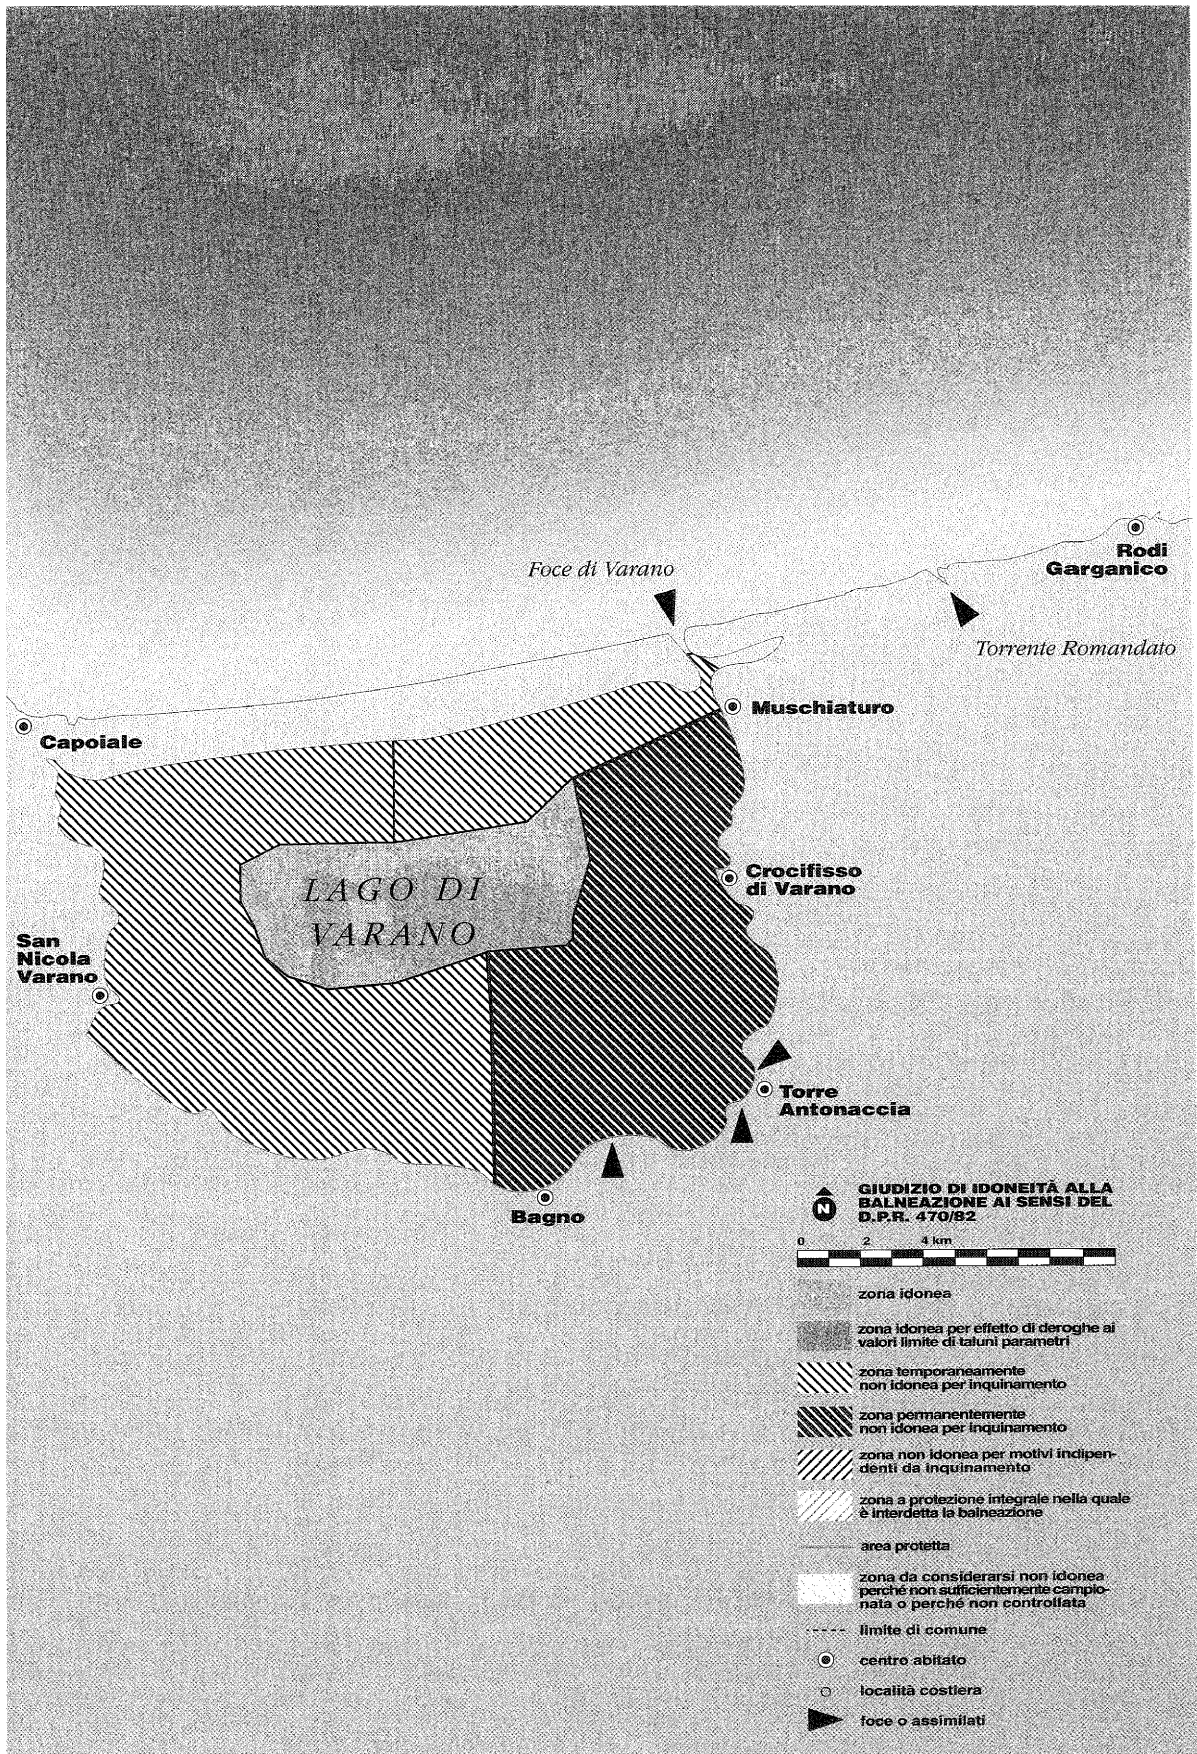 Rodi
Garganico
Foce di Varano
Torrente Romandato
Muschiaturo
Capoiale
Crocifisso
di Varano
LAGO DI
VARANO
San
Nicola
Varano
Torre
Antonaccia
Bagno
N
GIUDIZIO DI IDONEITÀ ALLA
BALNEAZIONE AI SENSI DEL
D.P.R. 470/82
0 2 4 km
zona idonea
zona idonea per effetto di deroghe ai
valori limite di taluni parametri
zona temporaneamente
non idonea per inquinamento
zona permanentemente
non idonea per inquinamento
zona non idonea per motivi indipen-
denti da inquinamento
zona a protezione integrale nella quale
è interdetta la balneazione
area protetta
zona da considerarsi non idonea
perché non sufficientemente campio-
nata o perché non controllata
limite di comune
centro abitato
località costiera
foce o assimilati